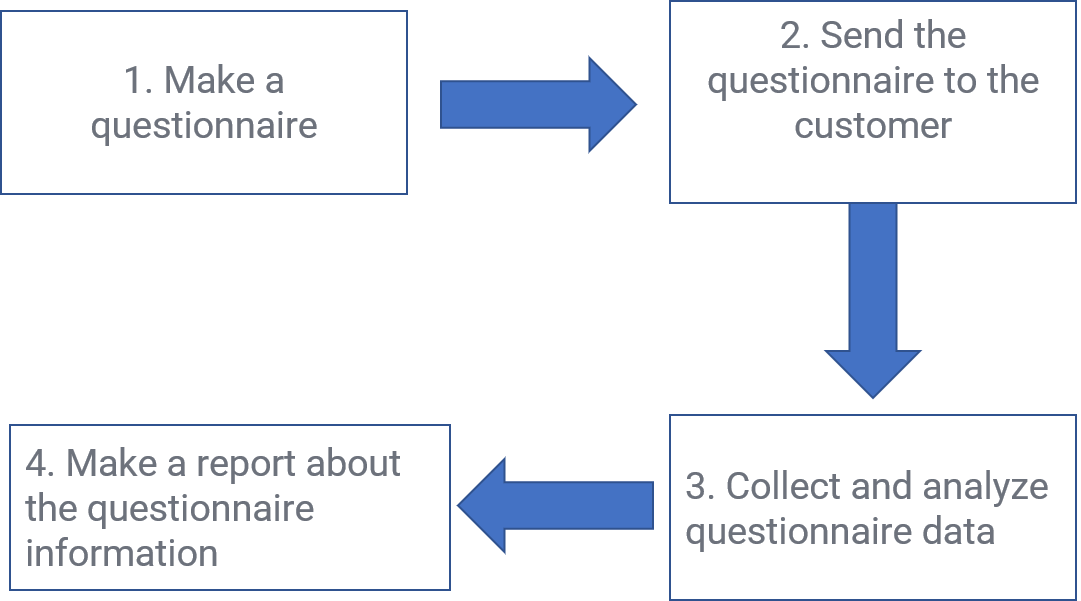 1. Make a
questionnaire
2. Send the
questionnaire to the
customer
3. Collect and analyze
questionnaire data
4. Make a report about
the questionnaire
information